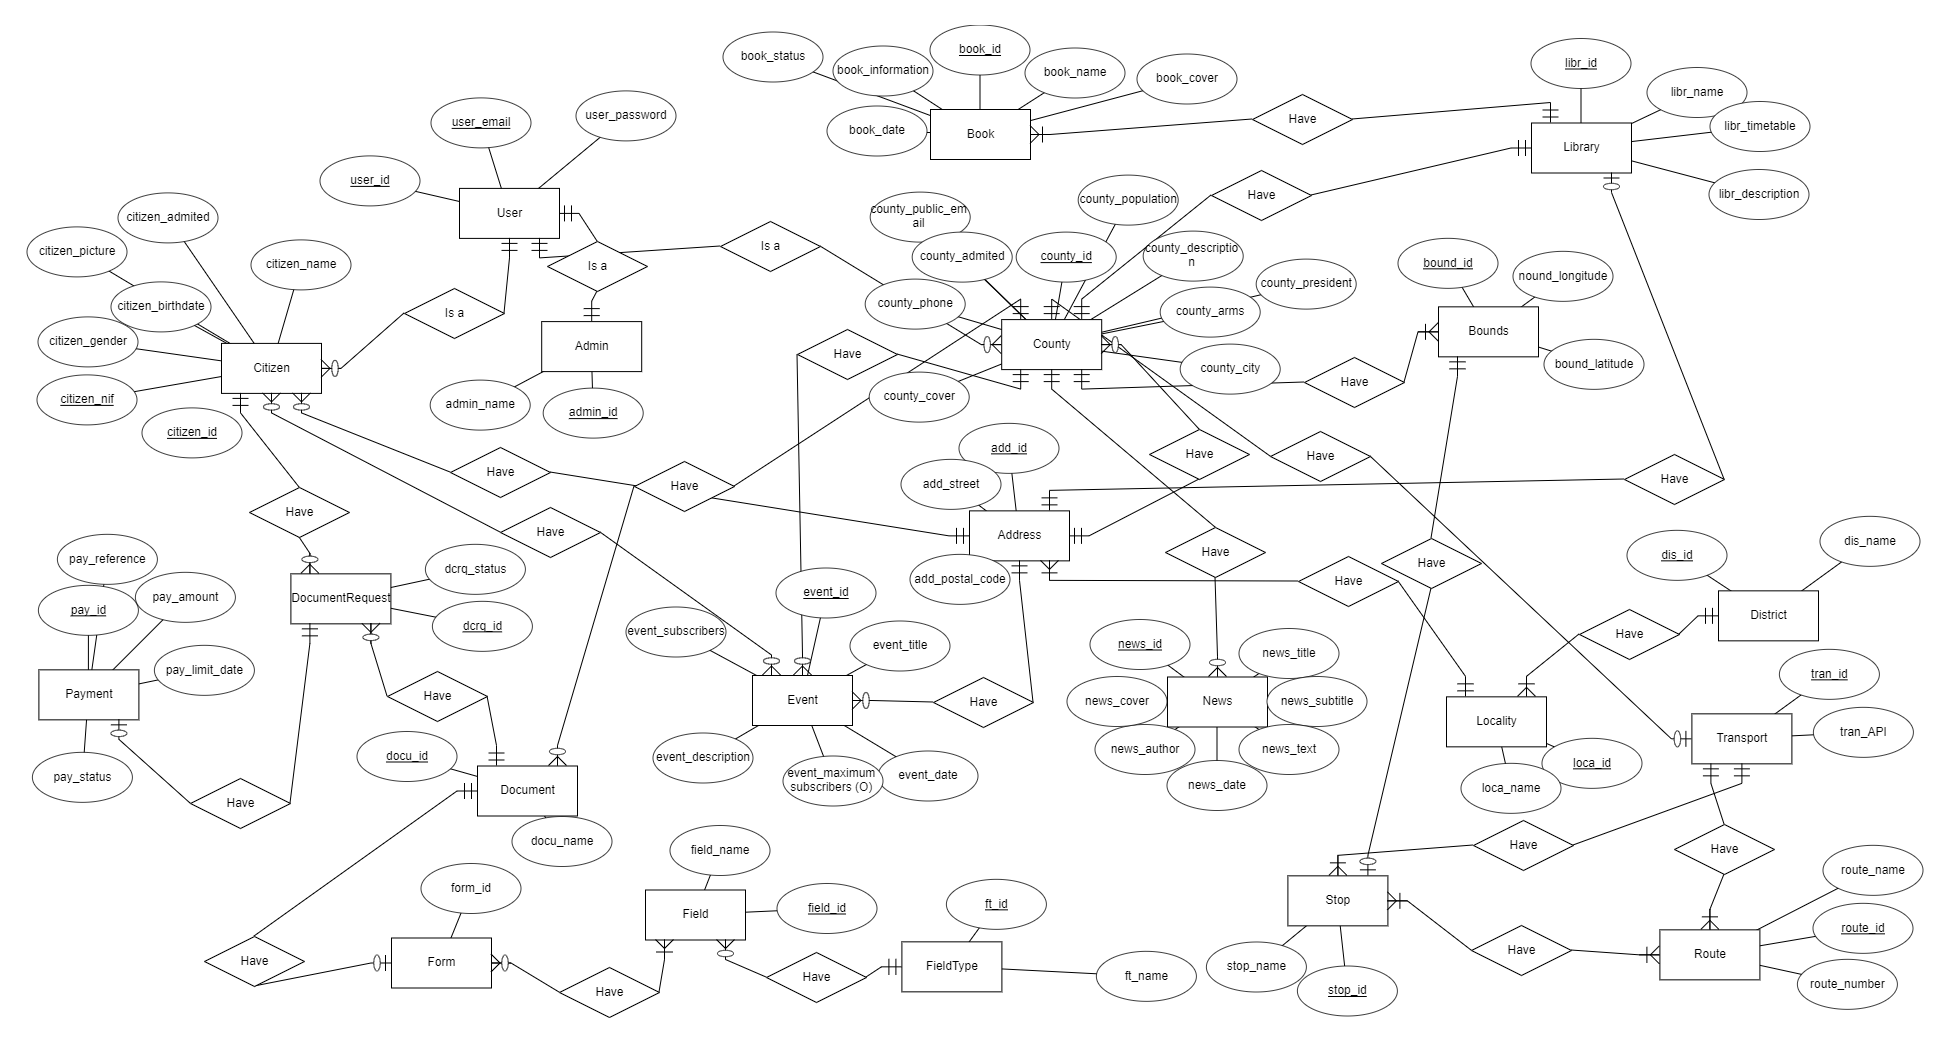 book_status
book_information
book_id
book_name
book_cover
book_date
Book
Have
libr_id
libr_name
libr_timetable
libr_description
Library
user_email
user_password
user_id
User
citizen_admited
citizen_picture
citizen_name
citizen_birthdate
citizen_gender
citizen_nif
citizen_id
Citizen
Is a
Is a
Is a
Admin
admin_name
admin_id
county_public_em
ail
county_population
county_admited
county_id
county_descriptio
n
county_president
county_phone
county_arms
county_city
county_cover
County
Have
Have
bound_id
nound_longitude
Bounds
bound_latitude
Have
Have
Have
Have
Have
Have
Have
add_id
add_street
Address
add_postal_code
Have
Have
Have
Have
Have
pay_reference
pay_id
pay_amount
pay_limit_date
Payment
pay_status
dcrq_status
DocumentRequest
dcrq_id
Have
Have
event_id
event_subscribers
event_title
Event
event_description
event_maximum
subscribers (O)
event_date
Have
news_id
news_title
news_cover
News
news_subtitle
news_author
news_text
news_date
dis_id
dis_name
District
Have
Locality
loca_id
loca_name
tran_id
Transport
tran_API
docu_id
Document
docu_name
Have
form_id
Form
Have
field_name
Field
field_id
Have
ft_id
FieldType
ft_name
Have
Have
Stop
stop_name
stop_id
Have
route_name
route_id
Route
route_number